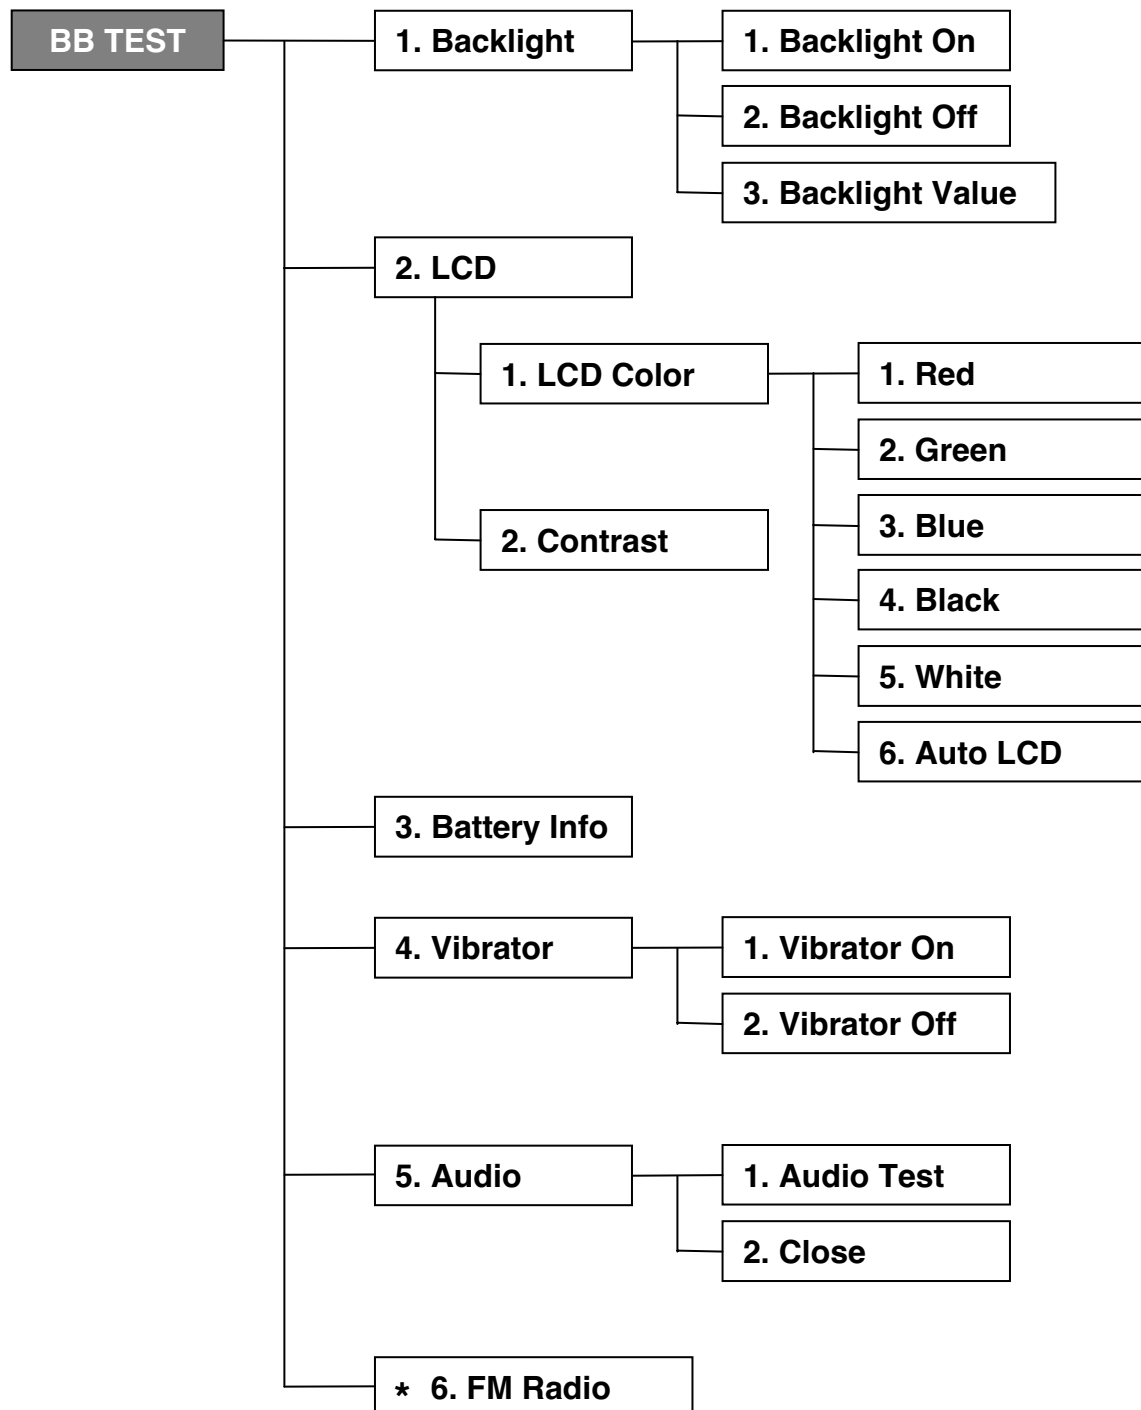 BB TEST
1. Backlight
1. Backlight On
2. Backlight Off
3. Backlight Value
2. LCD
1. LCD Color
1. Red
2. Green
3. Blue
4. Black
5. White
6. Auto LCD
2. Contrast
3. Battery Info
4. Vibrator
1. Vibrator On
2. Vibrator Off
5. Audio
1. Audio Test
2. Close
* 6. FM Radio